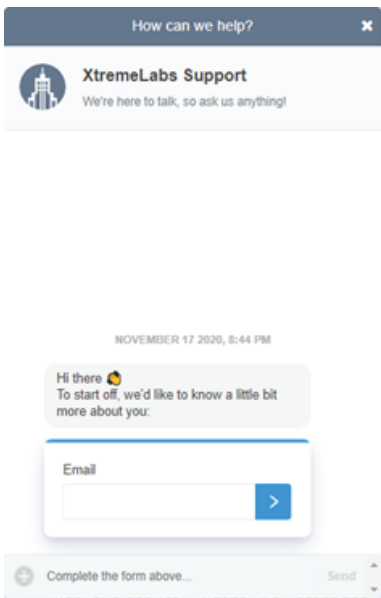 How can we help?
XtremeLabs Support
We're here to talk, so ask us anything!
NOVEMBER 17 2020, 8:44 PM
Hi there
To start off, we'd like to know a little bit
more about you:
Email
Complete the form above...
Send